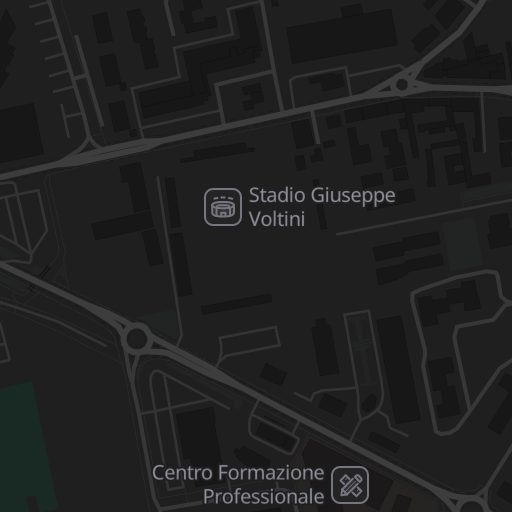 Stadio Giuseppe
Voltini
Centro Formazione
Professionale